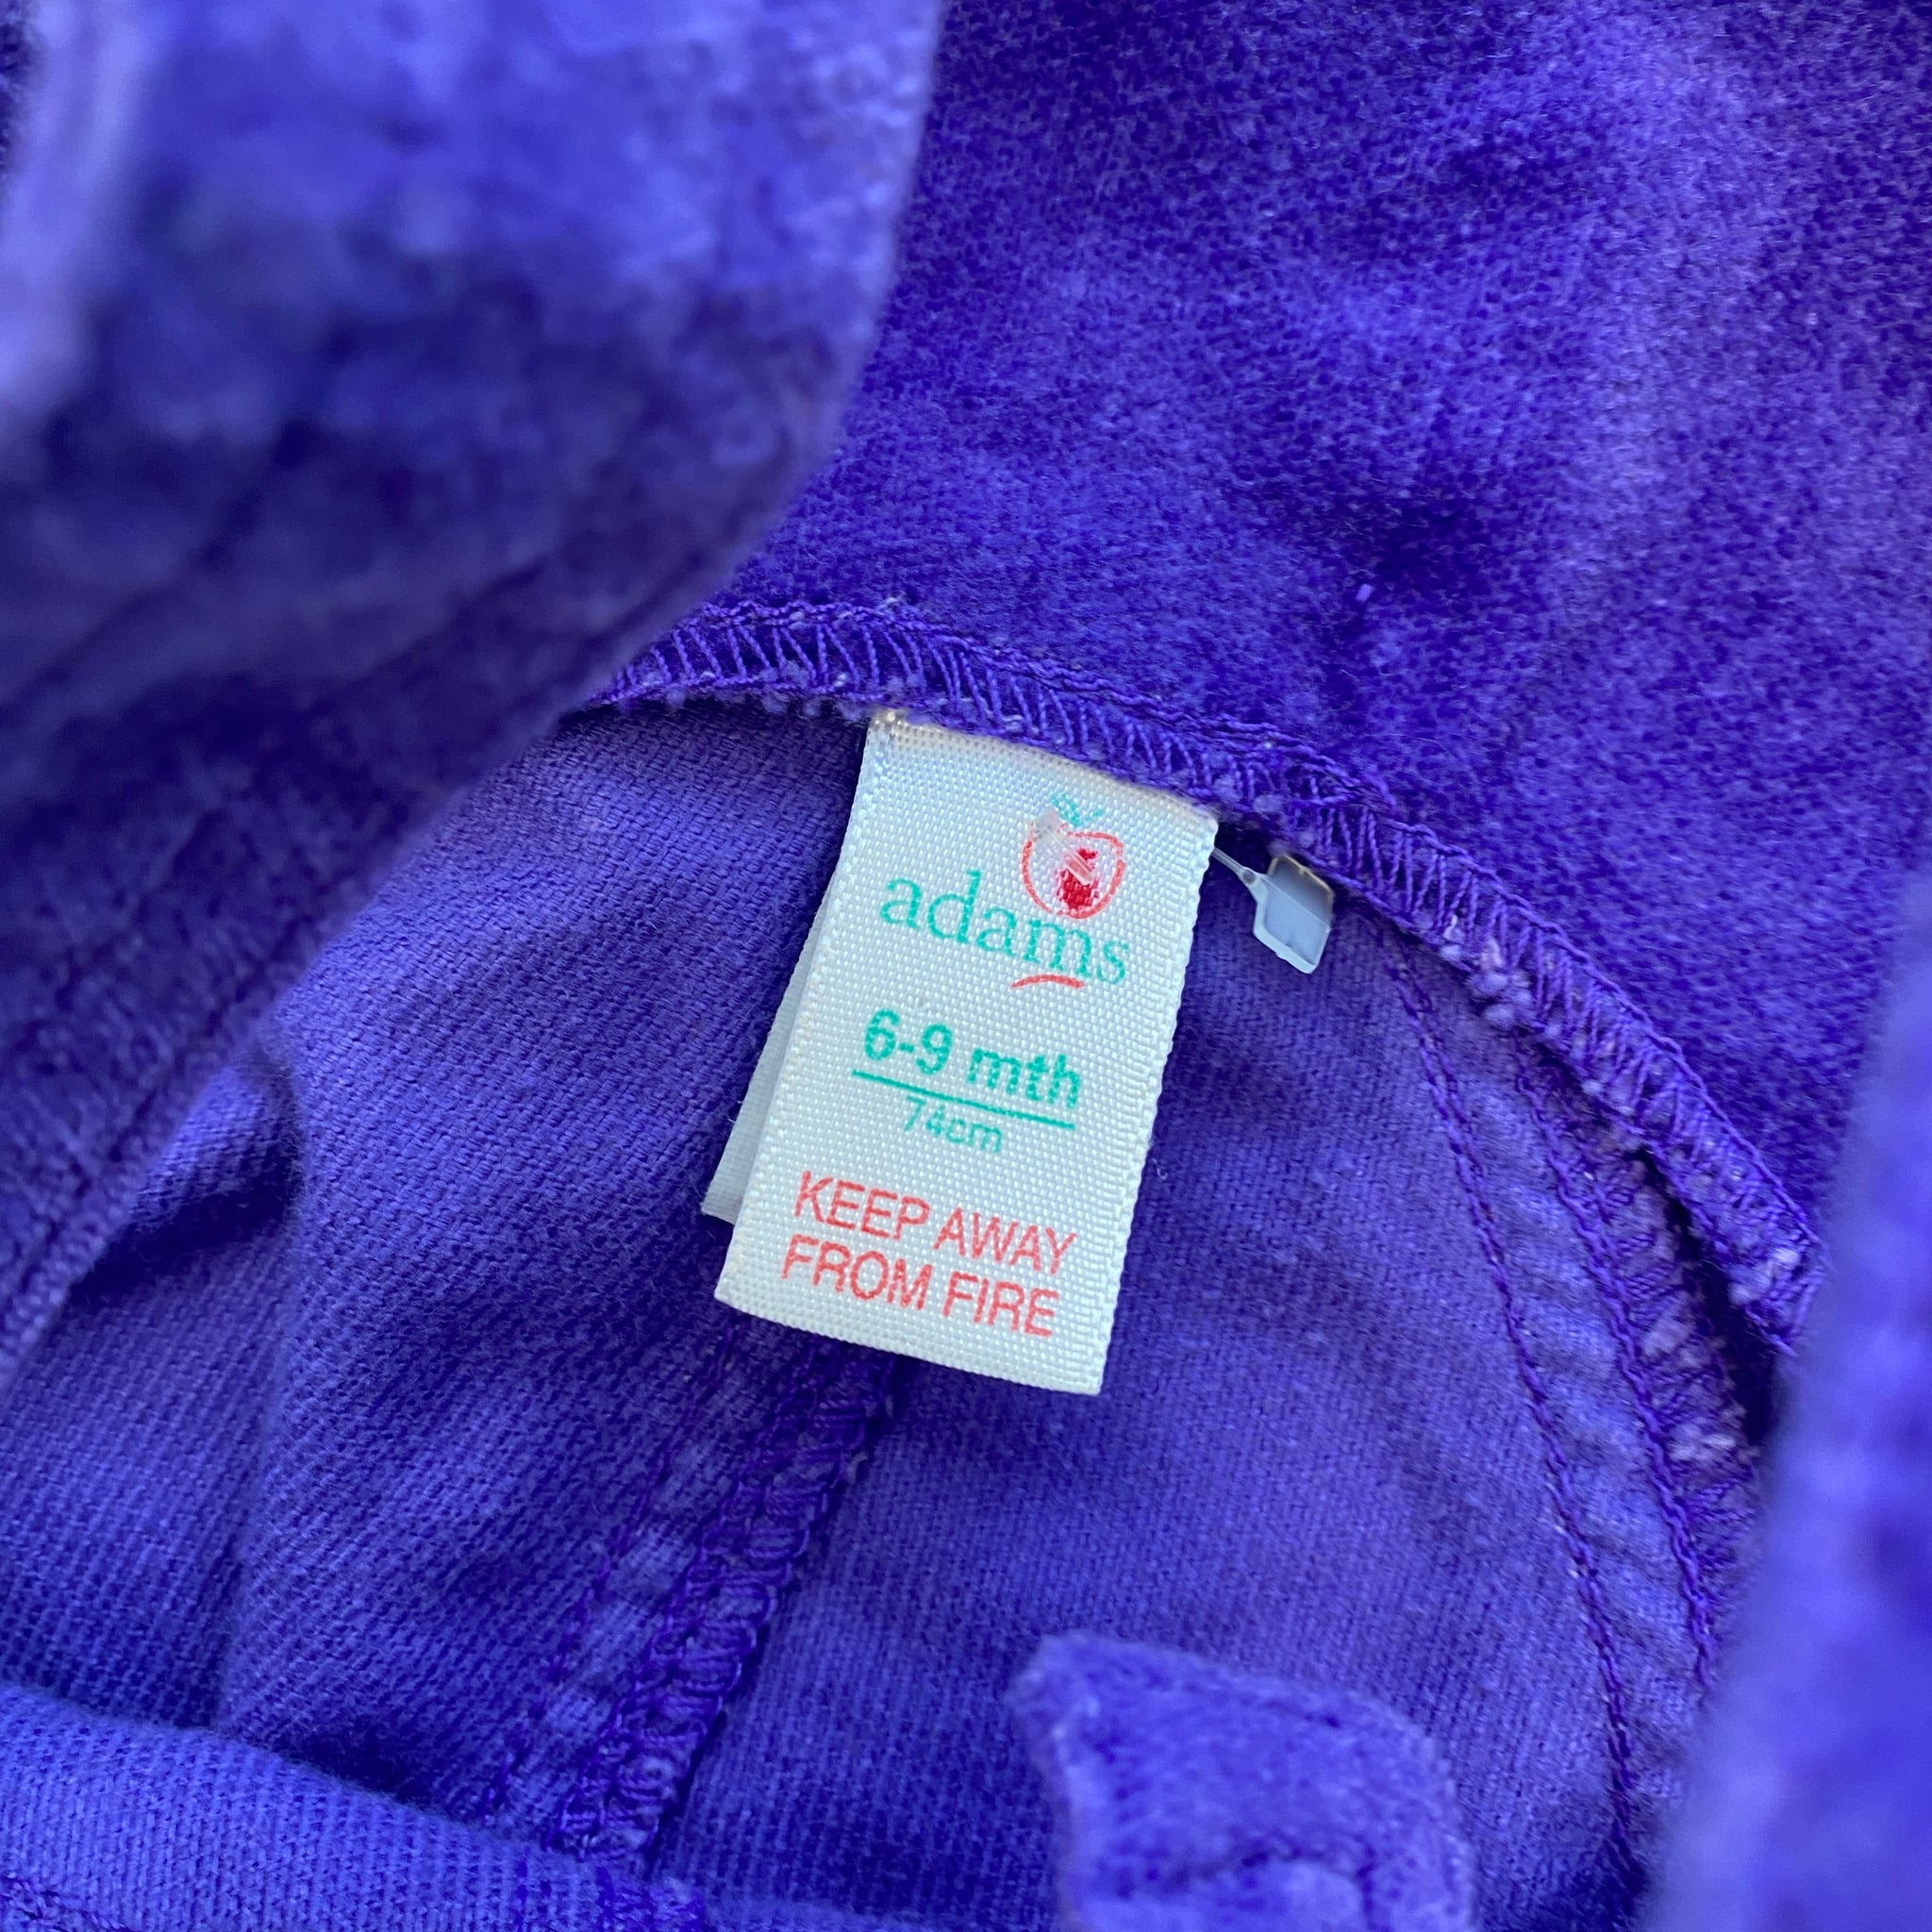 adams
6-9 mth
74cm
KEEP AWAY
FROM FIRE